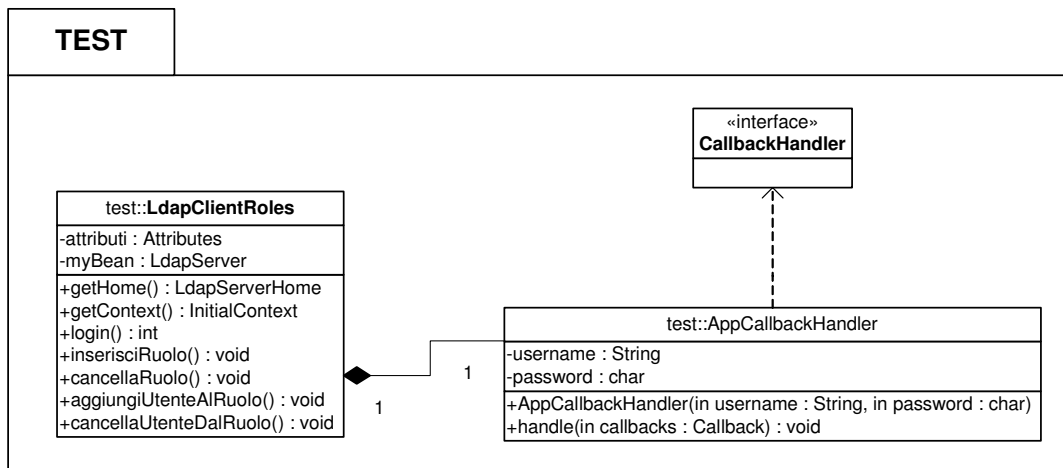 TEST
«interface»
CallbackHandler
test::LdapClientRoles
-attributi : Attributes
-myBean : LdapServer
+getHome() : LdapServerHome
+getContext() : InitialContext
+login() : int
+inserisciRuolo() : void
+cancellaRuolo() : void
+aggiungiUtenteAlRuolo() : void
+cancellaUtenteDalRuolo() : void
1
1
test::AppCallbackHandler
-username : String
-password : char
+AppCallbackHandler(in username : String, in password : char)
+handle(in callbacks : Callback) : void